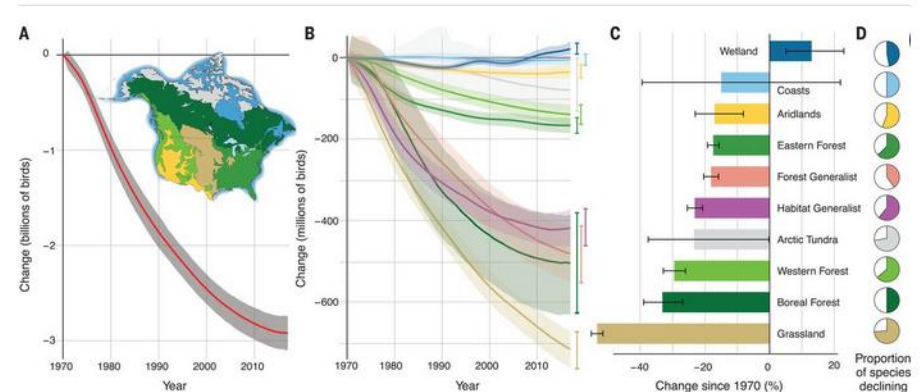 A
B
C
D
Change (billions of birds)
0
−1
−2
−3
1970
1980
1990
2000
2010
Year
Change (millions of birds)
0
−200
−400
−600
1970
1980
1990
2000
2010
Year
Wetland
Coasts
Aridlands
Eastern Forest
Forest Generalist
Habitat Generalist
Arctic Tundra
Western Forest
Boreal Forest
Grassland
−40
−20
0
20
Change since 1970 (%)
Proportion
of species
declining